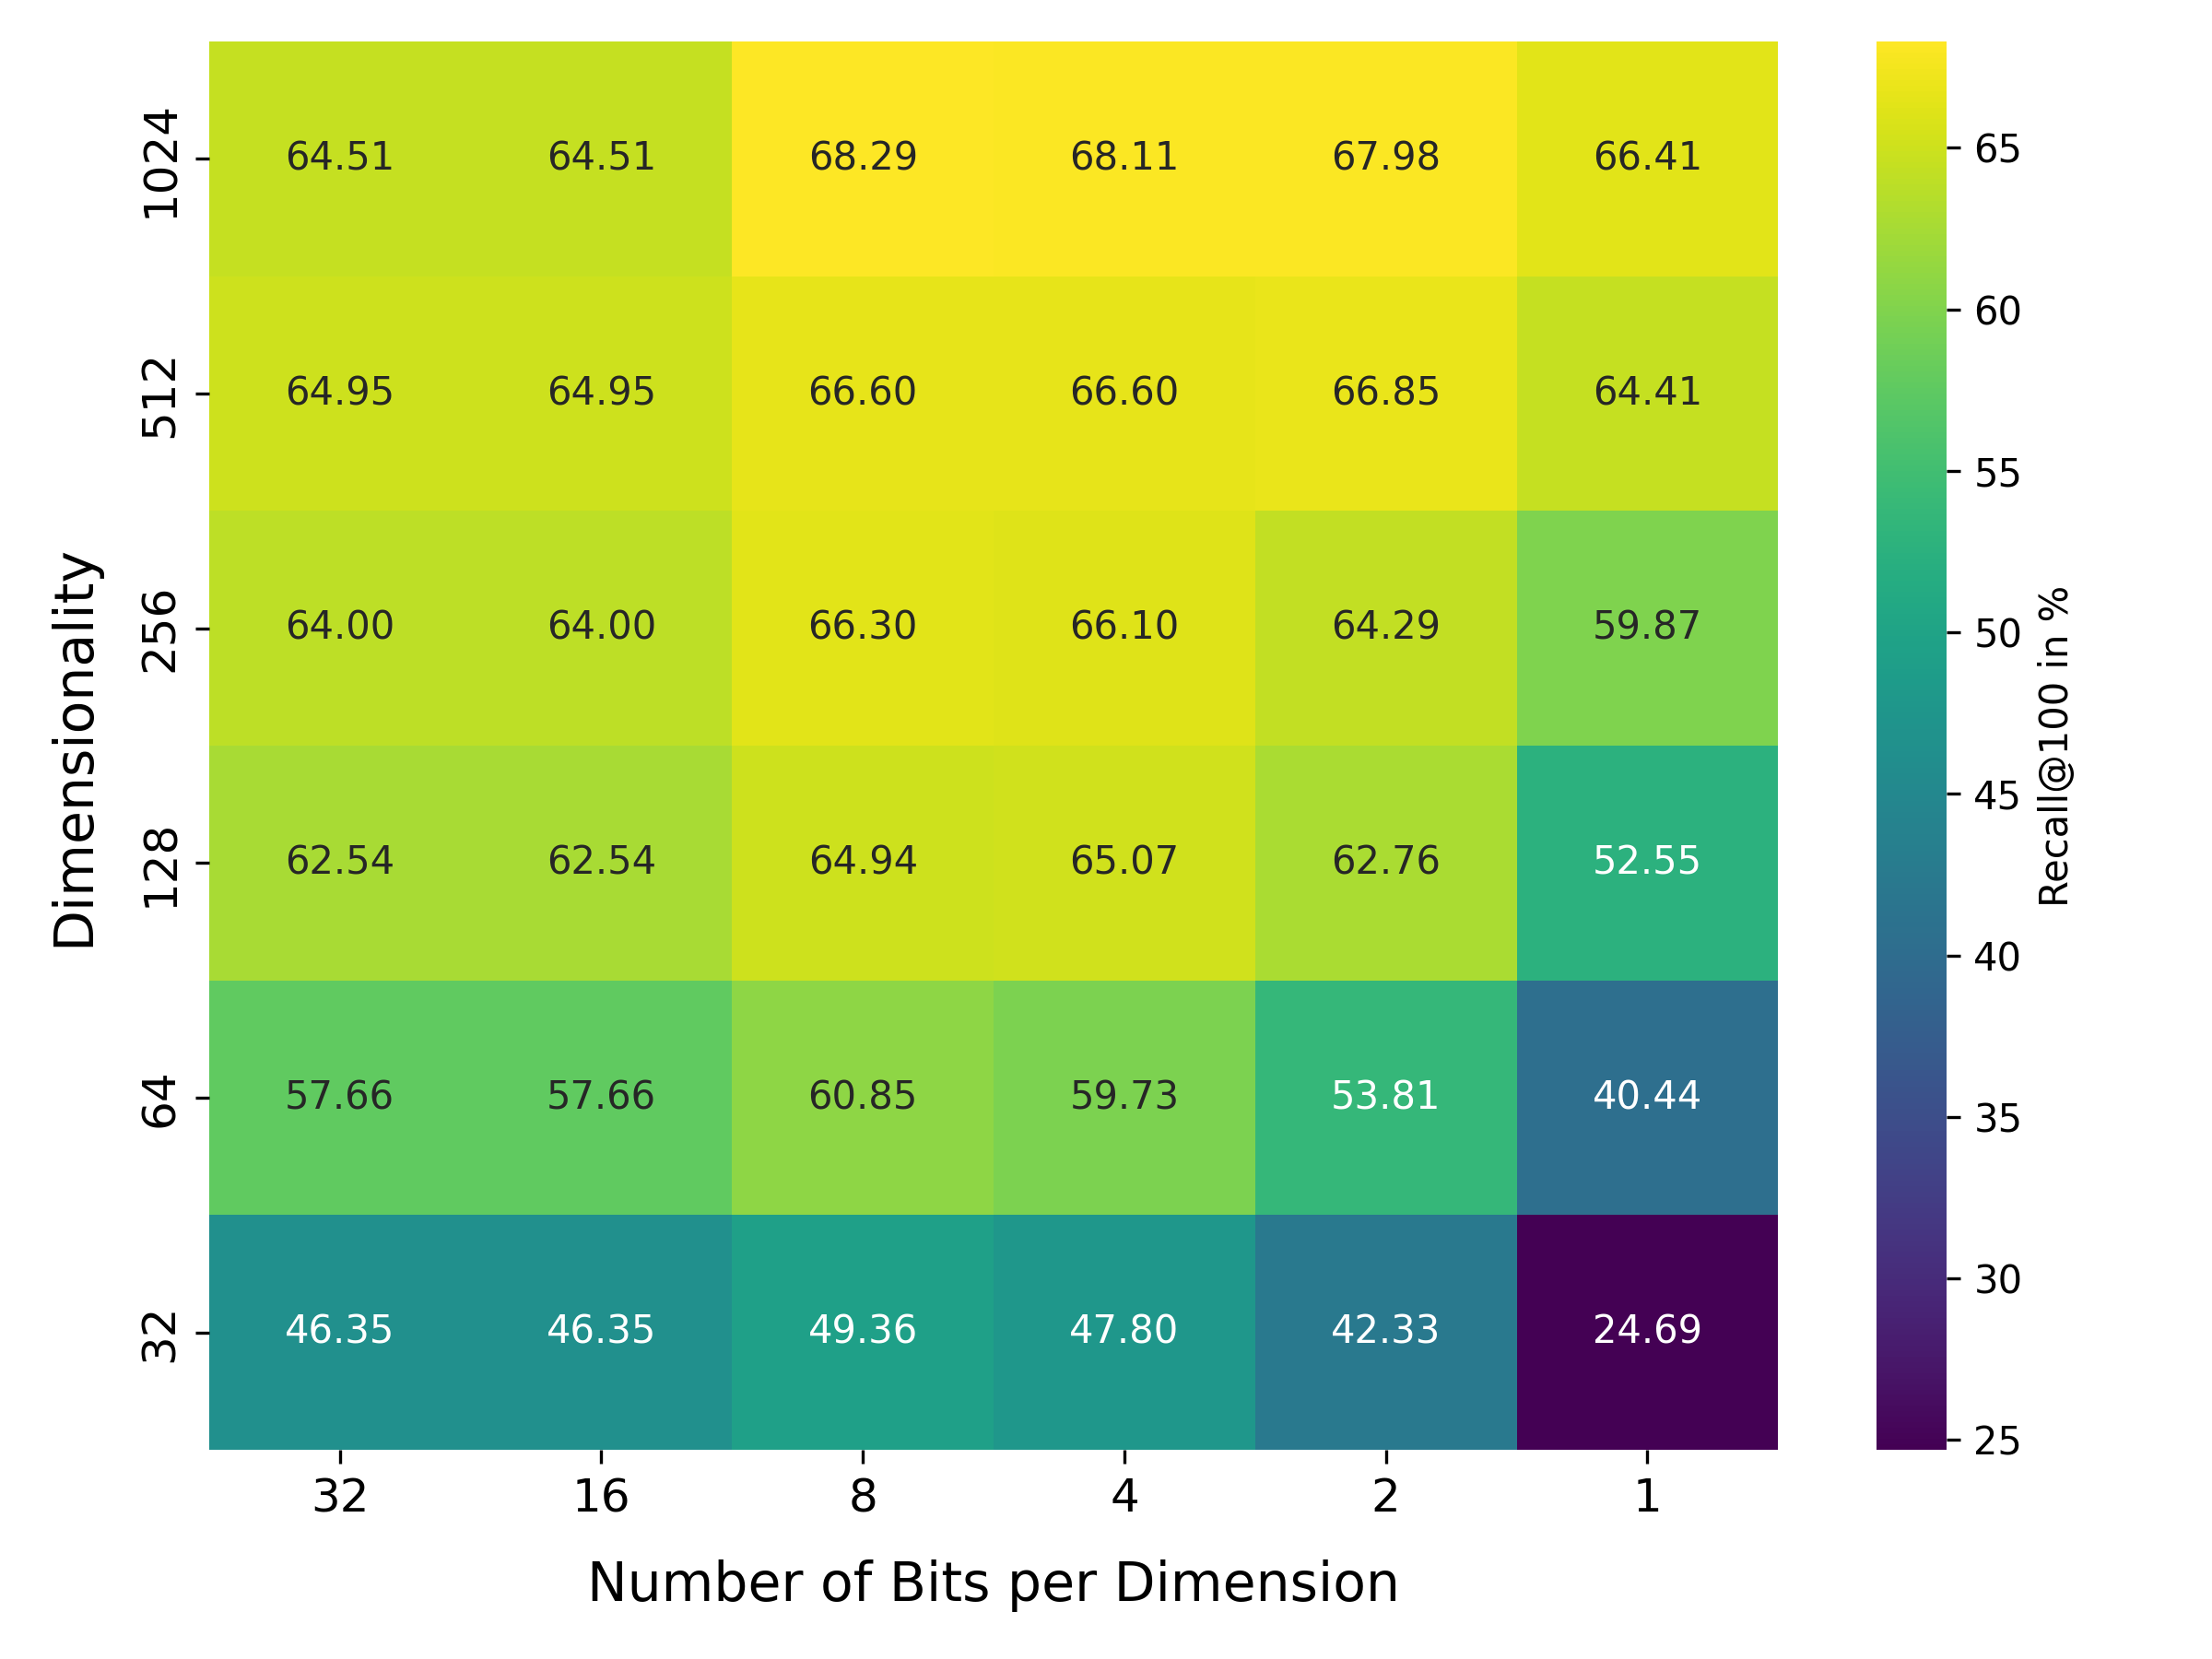 1024 64.51 64.51 68.29 68.11 67.98 66.41
512 64.95 64.95 66.60 66.60 66.85 64.41
256 64.00 64.00 66.30 66.10 64.29 59.87
128 62.54 62.54 64.94 65.07 62.76 52.55
64 57.66 57.66 60.85 59.73 53.81 40.44
32 46.35 46.35 49.36 47.80 42.33 24.69
32 16 8 4 2 1
Number of Bits per Dimension
Dimensionality
65
60
55
50
45
40
35
30
25
Recall@100 in %